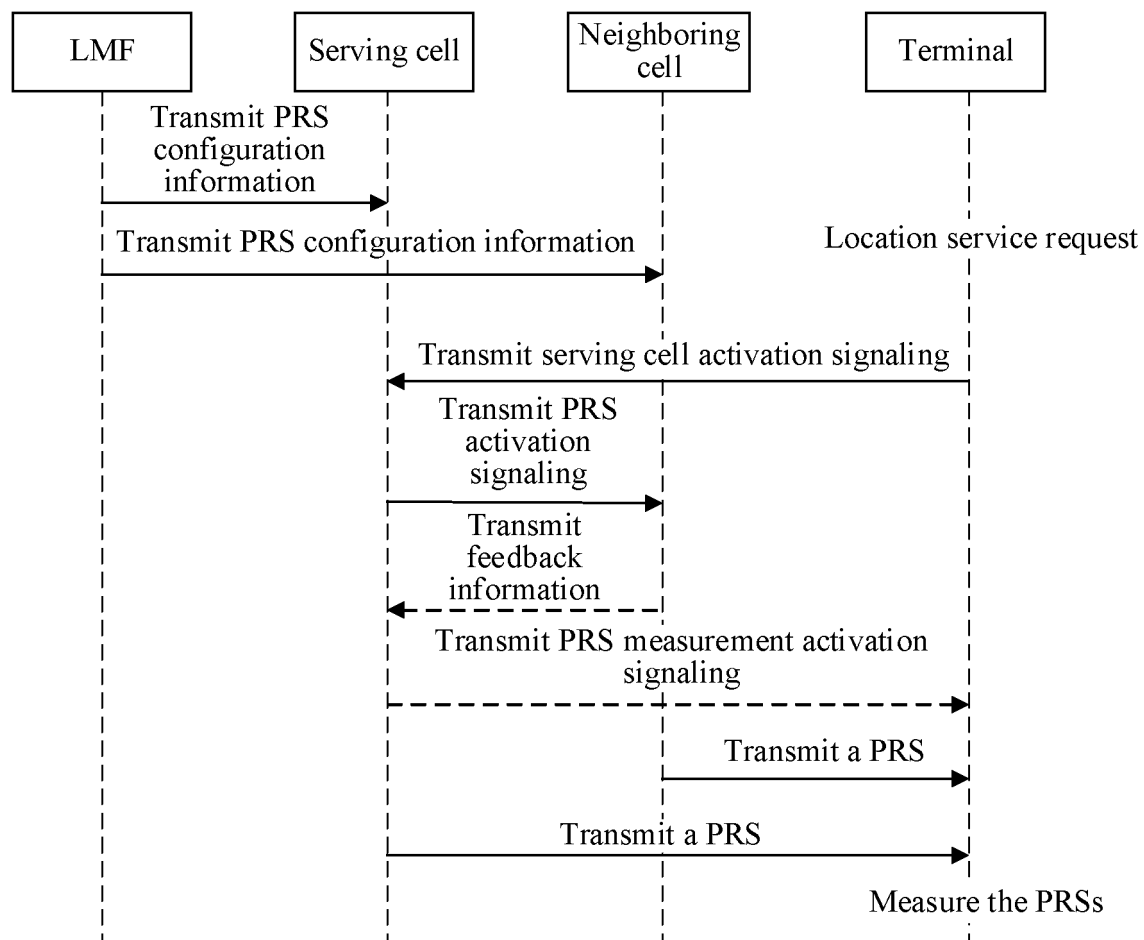 LMF
Serving cell
Neighboring
cell
Terminal
Transmit PRS
configuration
information
Transmit PRS configuration information
Location service request
Transmit serving cell activation signaling
Transmit PRS
activation
signaling
Transmit
feedback
information
Transmit PRS measurement activation
signaling
Transmit a PRS
Transmit a PRS
Measure the PRSs